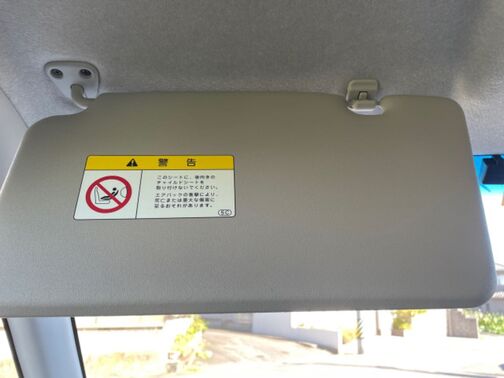 警告
このシートに、後向きの
チャイルドシートを
取り付けないでください。
エアバッグの衝撃により、
死亡または重大な傷害に
至るおそれがあります。
5C